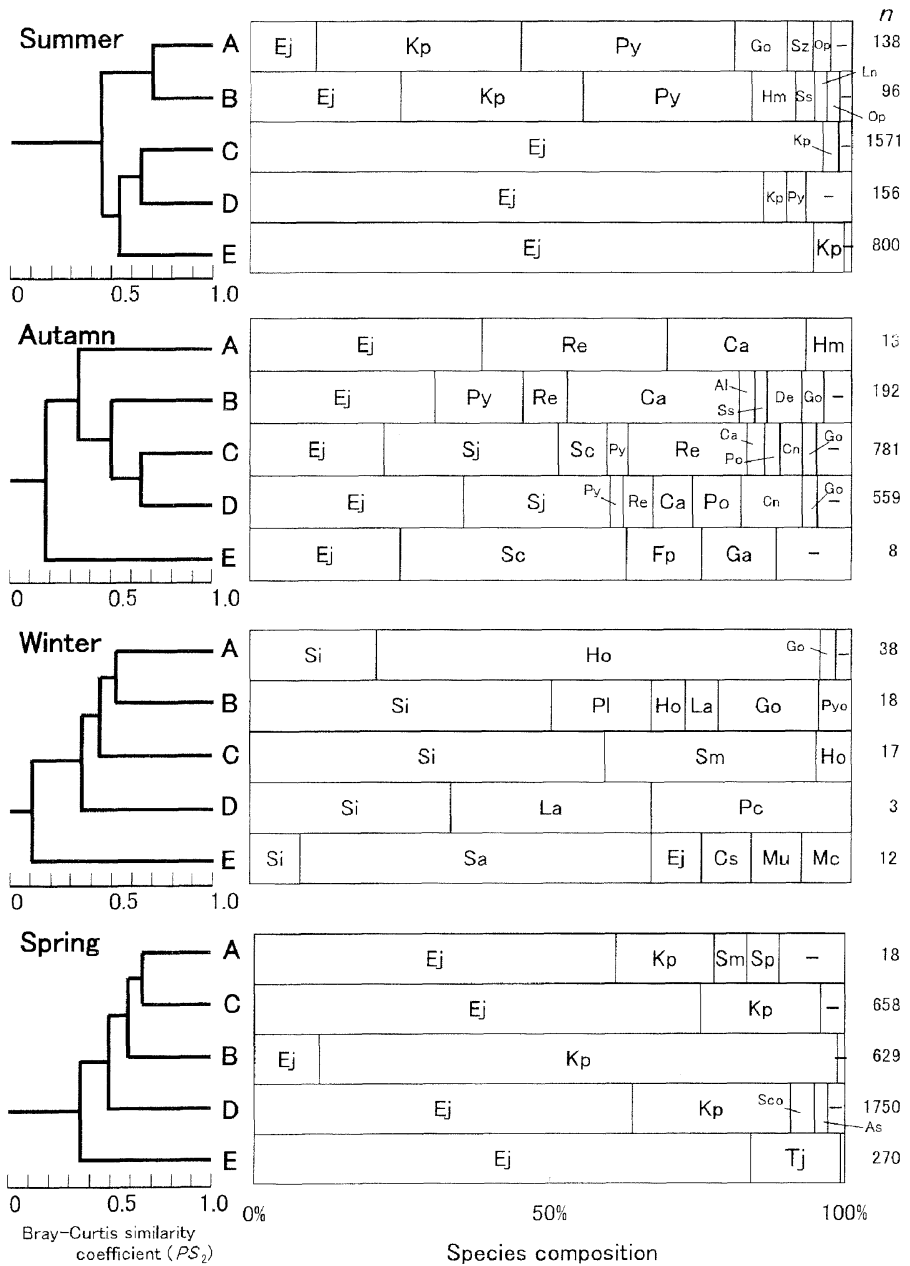 n
Summer
A Ej Kp Py Go Sz Op – 138
B Ej Kp Py Hm Ss Ln Op – 96
C Ej Kp – 1571
D Ej Kp Py – 156
E Ej Kp – 800
0 0.5 1.0
Autamn
A Ej Re Ca Hm 13
B Ej Py Re Ca Al Ss De Go – 192
C Ej Sj Sc Py Re Ca Po Cn Go – 781
D Ej Sj Py Re Ca Po Cn Go – 559
E Ej Sc Fp Ga – 8
0 0.5 1.0
Winter
A Si Ho Go – 38
B Si Pl Ho La Go Pyo 18
C Si Sm Ho 17
D Si La Pc 3
E Si Sa Ej Cs Mu Mc 12
0 0.5 1.0
Spring
A Ej Kp Sm Sp – 18
C Ej Kp – 658
B Ej Kp – 629
D Ej Kp Sco As – 1750
E Ej Tj 270
0 0.5 1.0
0% 50% 100%
Bray-Curtis similarity
coefficient (PS₂)
Species composition